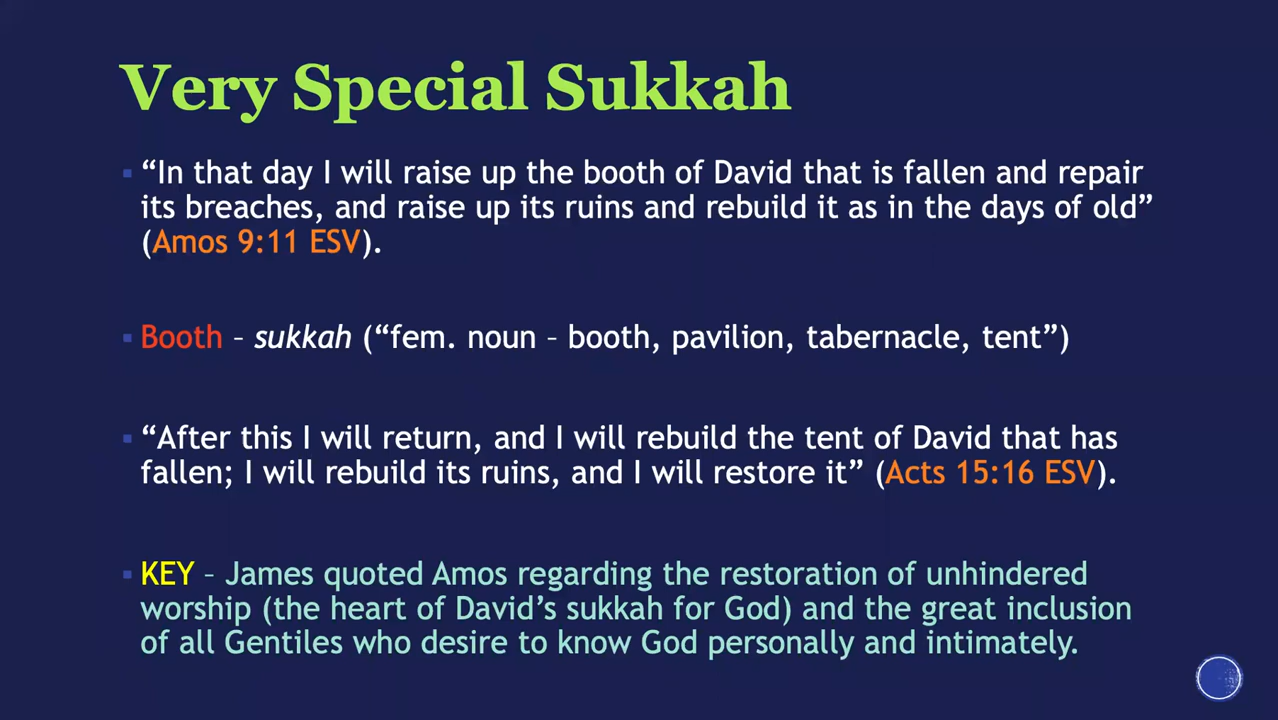 Very Special Sukkah
▪ “In that day I will raise up the booth of David that is fallen and repair
its breaches, and raise up its ruins and rebuild it as in the days of old”
(Amos 9:11 ESV).
▪ Booth – sukkah (“fem. noun – booth, pavilion, tabernacle, tent”)
▪ “After this I will return, and I will rebuild the tent of David that has
fallen; I will rebuild its ruins, and I will restore it” (Acts 15:16 ESV).
▪ KEY – James quoted Amos regarding the restoration of unhindered
worship (the heart of David’s sukkah for God) and the great inclusion
of all Gentiles who desire to know God personally and intimately.